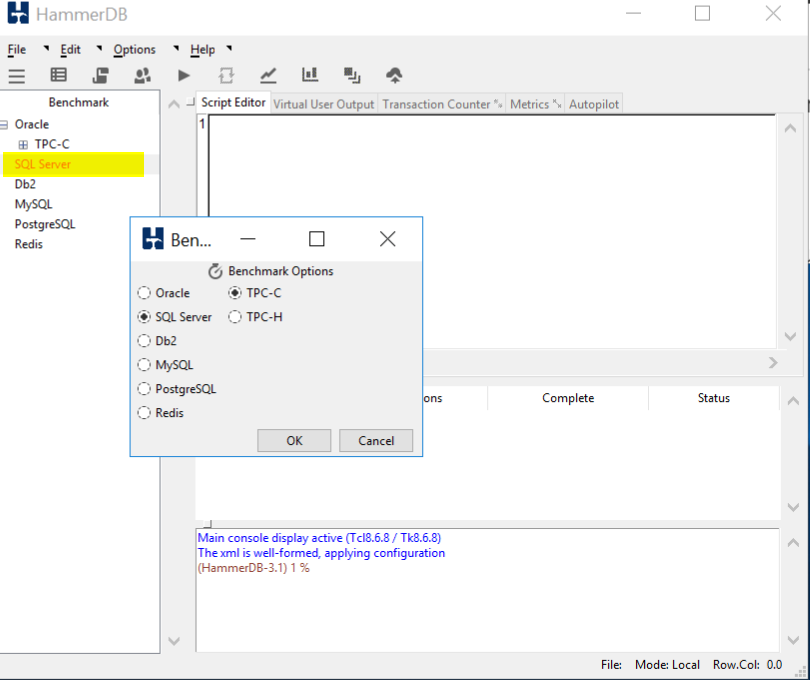 HammerDB
File Edit Options Help
Benchmark
Script Editor Virtual User Output Transaction Counter Metrics Autopilot
Oracle
1
TPC-C
SQL Server
Db2
MySQL
PostgreSQL
Redis
Ben...
Benchmark Options
Oracle TPC-C
SQL Server TPC-H
Db2
MySQL
PostgreSQL
Redis
OK Cancel
ons Complete Status
Main console display active (Tcl8.6.8 / Tk8.6.8)
The xml is well-formed, applying configuration
(HammerDB-3.1) 1 %
File: Mode: Local Row.Col: 0.0